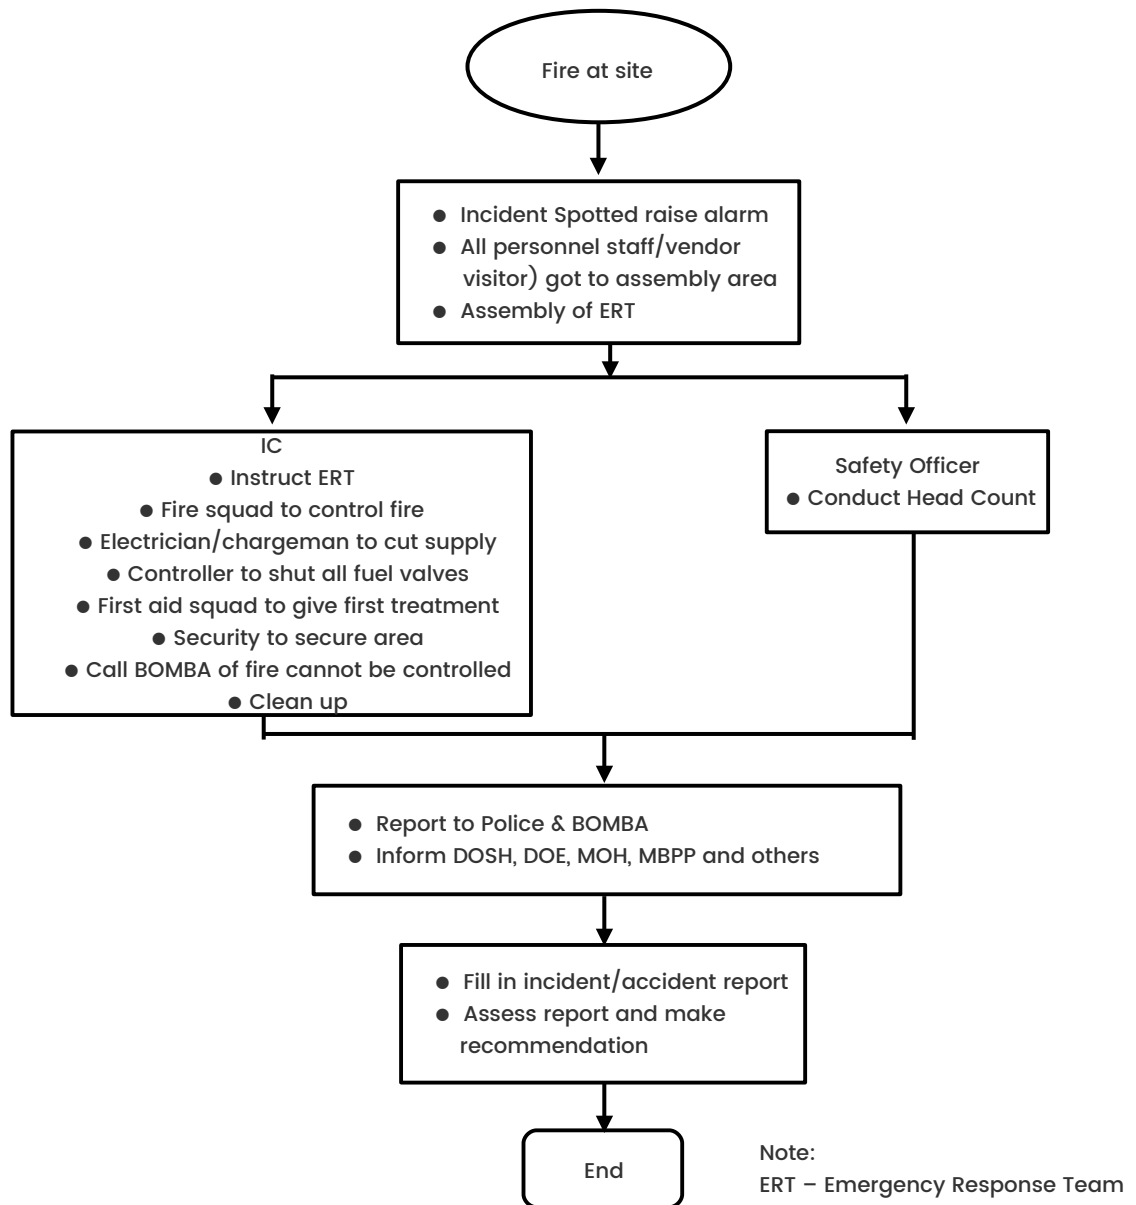 Fire at site
● Incident Spotted raise alarm
● All personnel staff/vendor
visitor) got to assembly area
● Assembly of ERT
IC
● Instruct ERT
● Fire squad to control fire
● Electrician/chargeman to cut supply
● Controller to shut all fuel valves
● First aid squad to give first treatment
● Security to secure area
● Call BOMBA of fire cannot be controlled
● Clean up
Safety Officer
● Conduct Head Count
● Report to Police & BOMBA
● Inform DOSH, DOE, MOH, MBPP and others
● Fill in incident/accident report
● Assess report and make
recommendation
End
Note:
ERT – Emergency Response Team